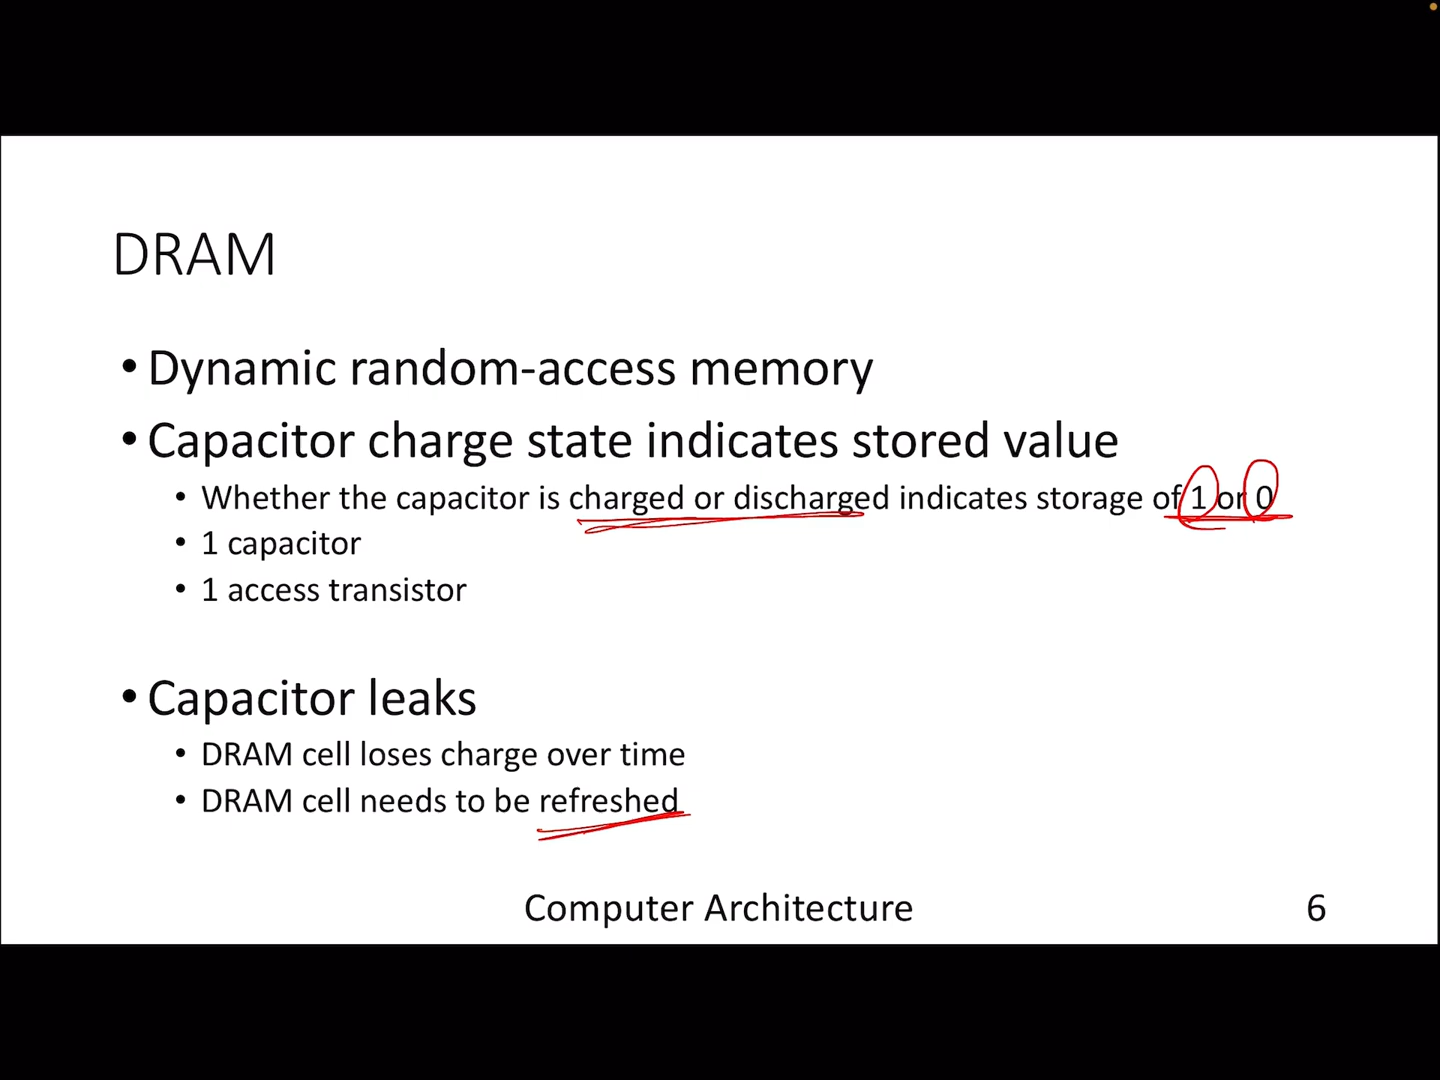 DRAM
• Dynamic random-access memory
• Capacitor charge state indicates stored value
• Whether the capacitor is charged or discharged indicates storage of 1 or 0
• 1 capacitor
• 1 access transistor
• Capacitor leaks
• DRAM cell loses charge over time
• DRAM cell needs to be refreshed
Computer Architecture
6